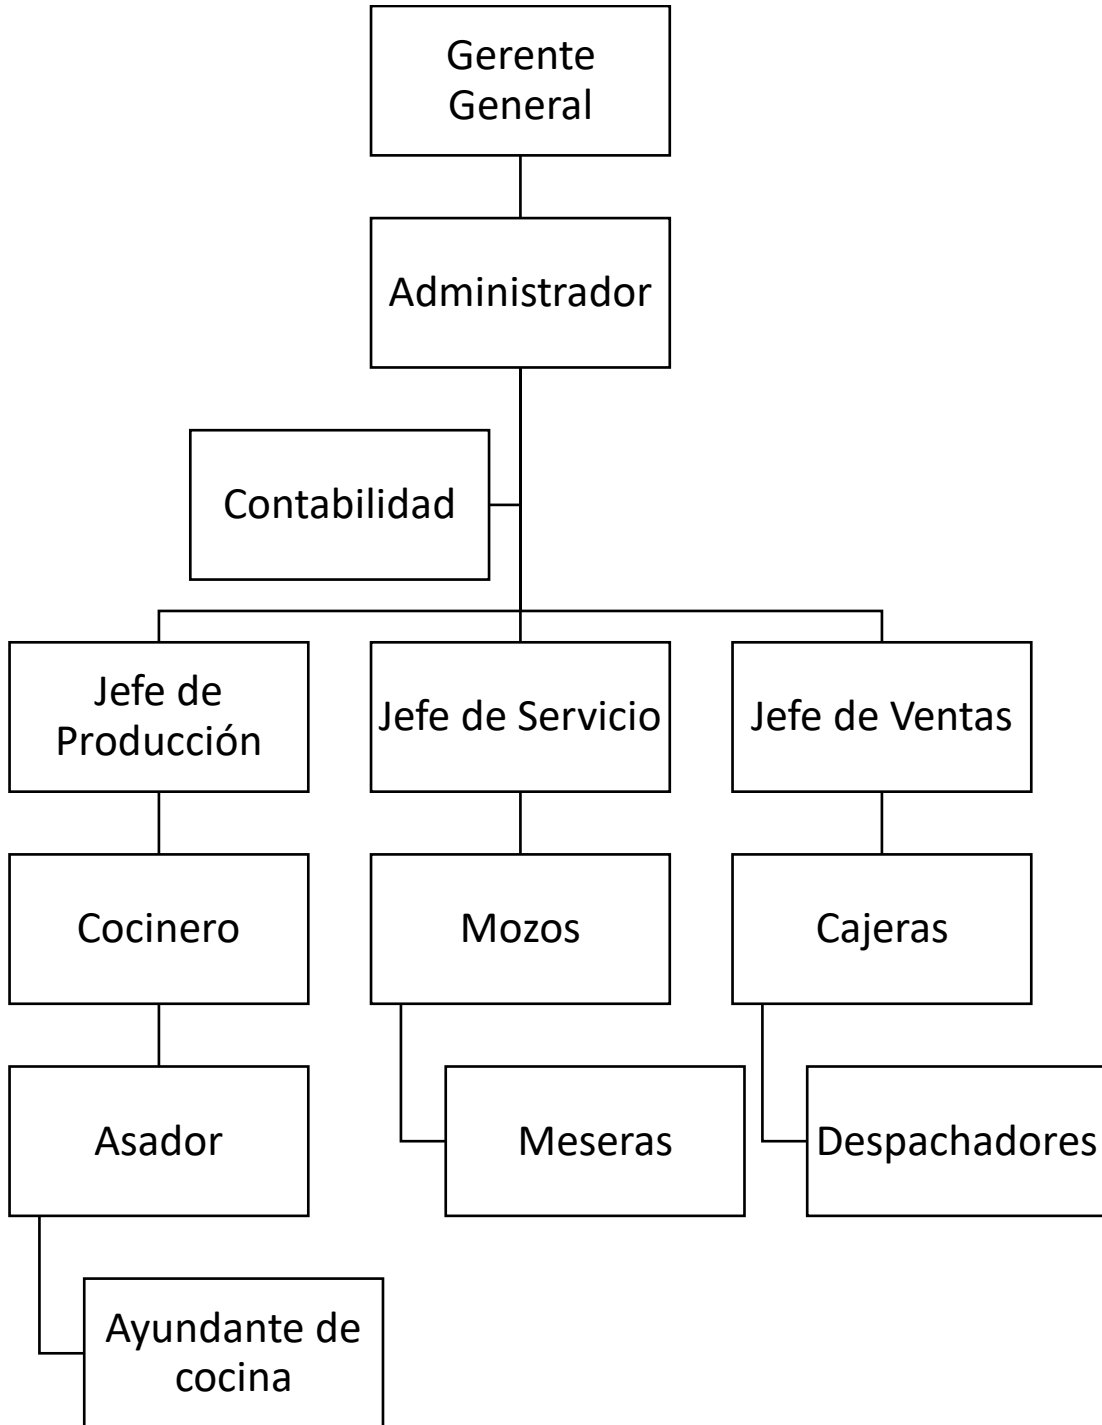 Gerente
General
Administrador
Contabilidad
Jefe de
Producción
Jefe de Servicio
Jefe de Ventas
Cocinero
Mozos
Cajeras
Asador
Meseras
Despachadores
Ayundante de
cocina